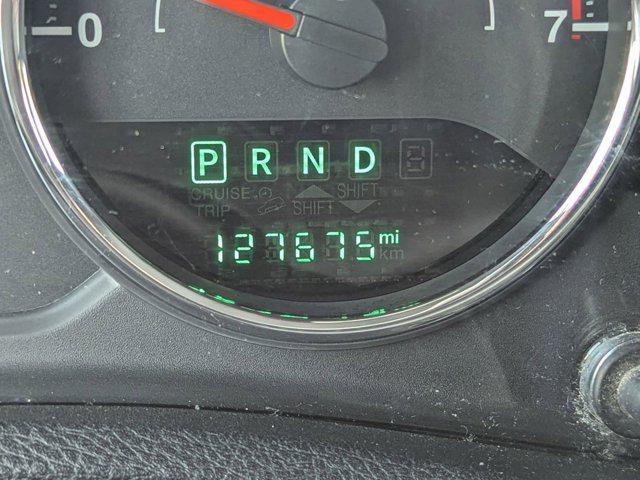 0 7
P R N D
CRUISE SHIFT
TRIP SHIFT
127675 mi
km